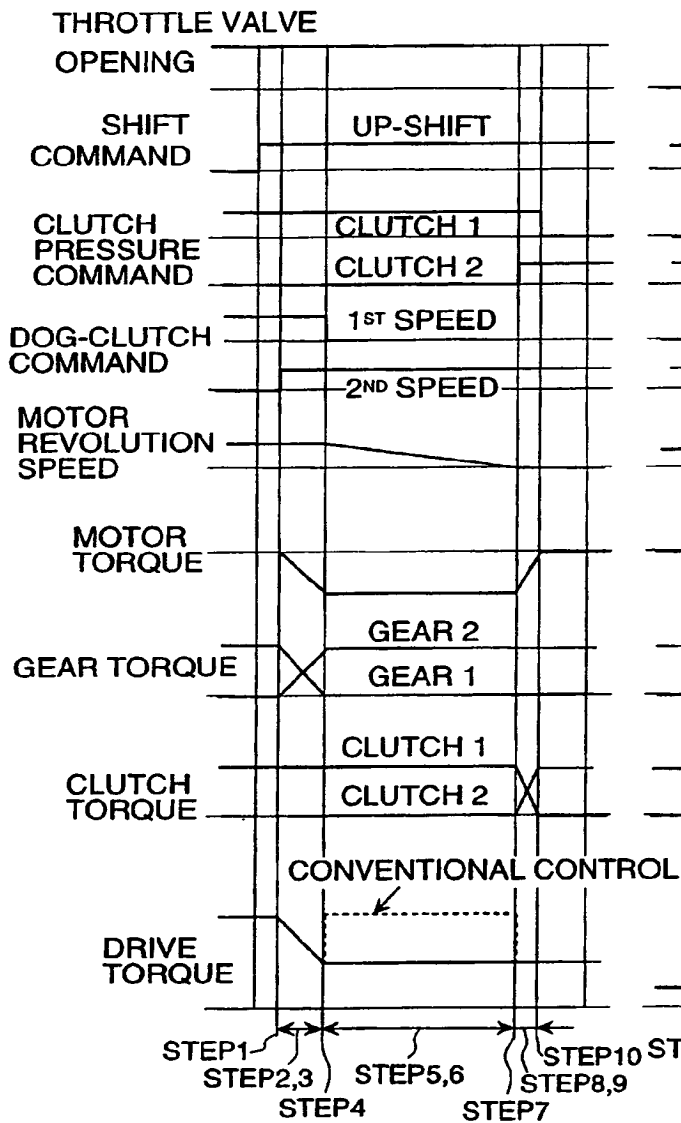 THROTTLE VALVE
OPENING
SHIFT
COMMAND
UP-SHIFT
CLUTCH
PRESSURE
COMMAND
CLUTCH 1
CLUTCH 2
DOG-CLUTCH
COMMAND
1ST SPEED
2ND SPEED
MOTOR
REVOLUTION
SPEED
MOTOR
TORQUE
GEAR TORQUE
GEAR 2
GEAR 1
CLUTCH
TORQUE
CLUTCH 1
CLUTCH 2
CONVENTIONAL CONTROL
DRIVE
TORQUE
STEP1
STEP2,3
STEP4
STEP5,6
STEP7
STEP8,9
STEP10
ST